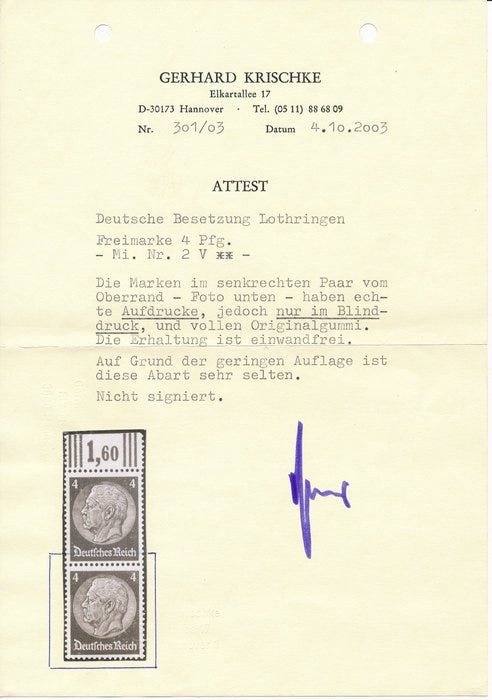 GERHARD KRISCHKE
Elkartallee 17
D-30173 Hannover · Tel. (05 11) 88 68 09
Nr. 301/03 Datum 4.10.2003
ATTEST
Deutsche Besetzung Lothringen
Freimarke 4 Pfg.
- Mi. Nr. 2 V ** -
Die Marken im senkrechten Paar vom
Oberrand - Foto unten - haben ech-
te Aufdrucke, jedoch nur im Blind-
druck, und vollen Originalgummi.
Die Erhaltung ist einwandfrei.
Auf Grund der geringen Auflage ist
diese Abart sehr selten.
Nicht signiert.
1,60
4 4
Deutsches Reich
4 4
Deutsches Reich